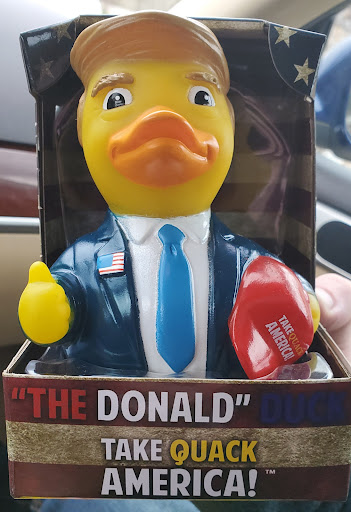 TAKE QUACK
AMERICA!
"THE DONALD" DUCK
TAKE QUACK
AMERICA!™